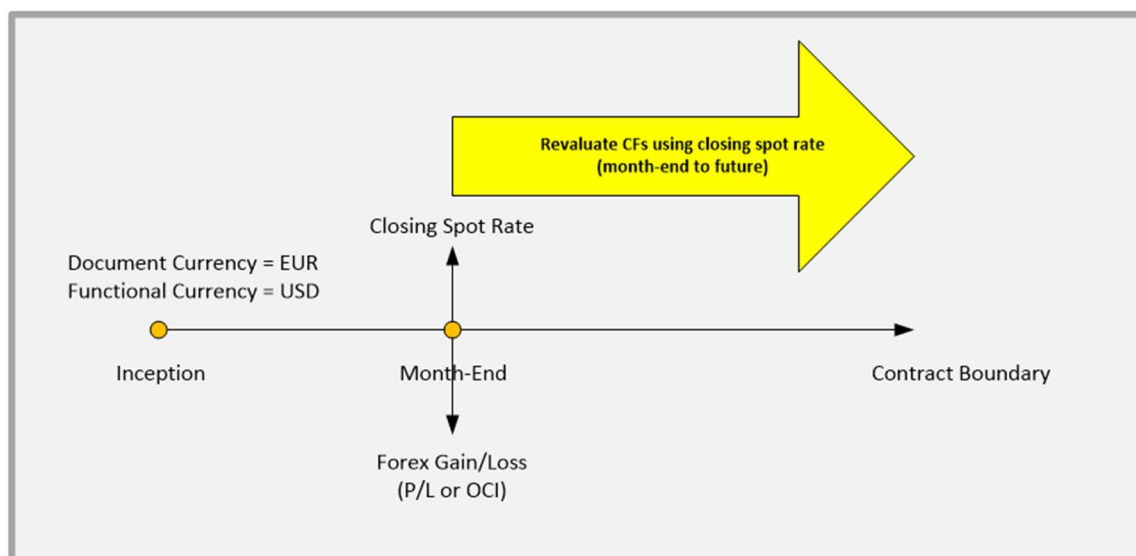 Revaluate CFs using closing spot rate
(month-end to future)
Closing Spot Rate
Document Currency = EUR
Functional Currency = USD
Inception
Month-End
Contract Boundary
Forex Gain/Loss
(P/L or OCI)